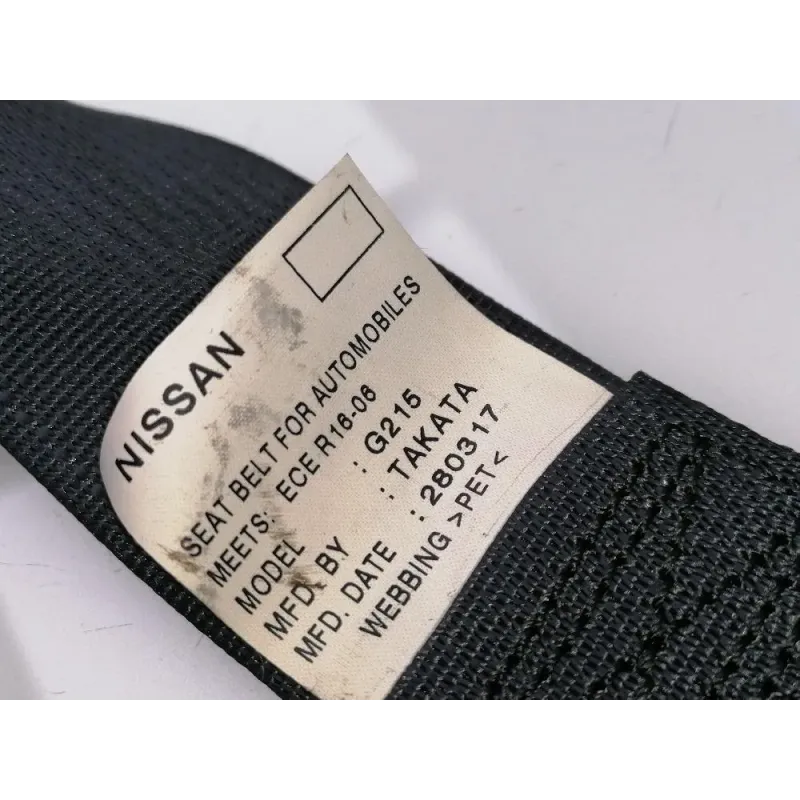 NISSAN
SEAT BELT FOR AUTOMOBILES
MEETS: ECE R16-06
MODEL : G215
MFD. BY : TAKATA
MFD. DATE : 280317
WEBBING >PET<